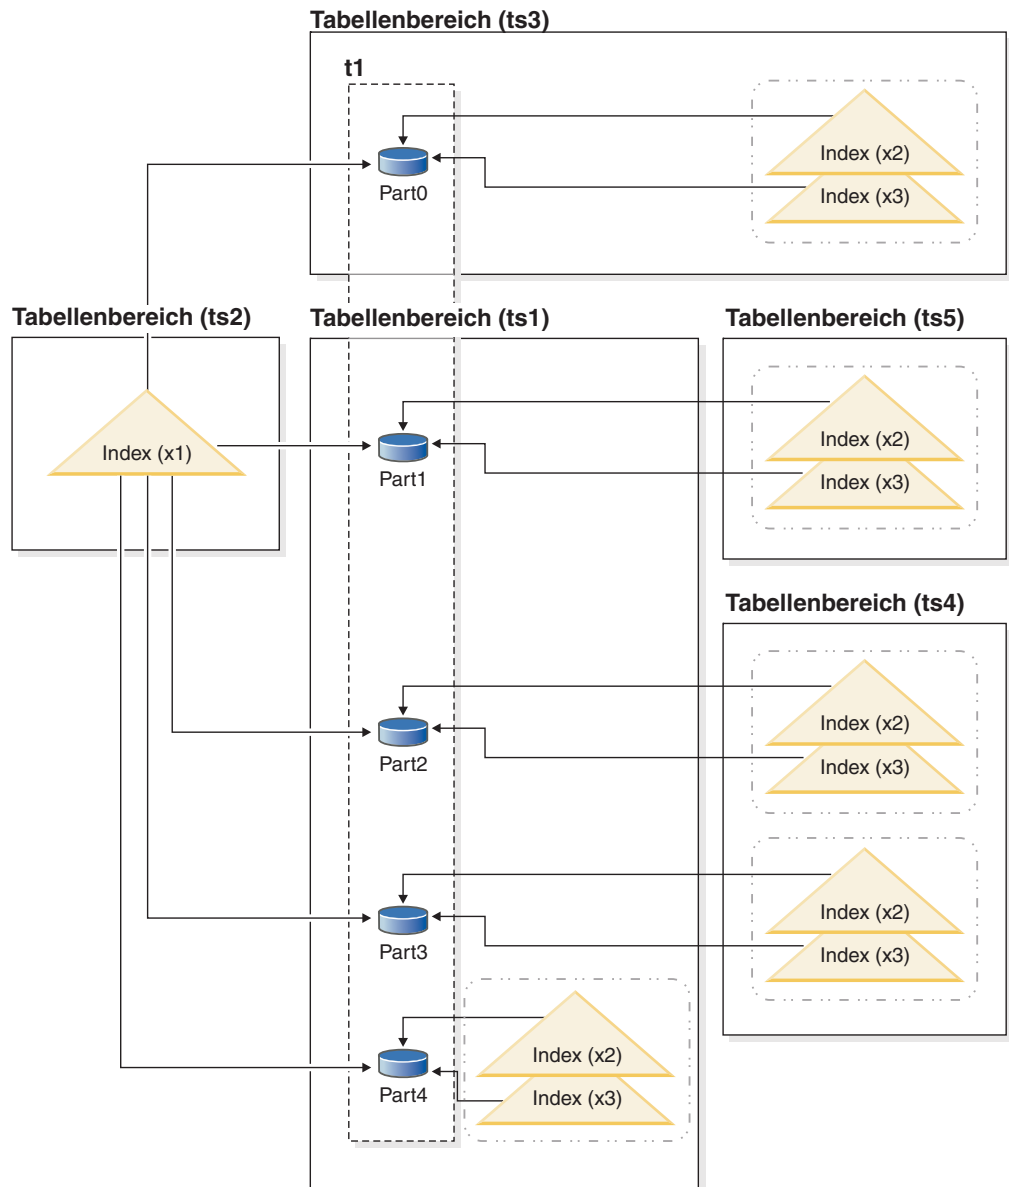 Tabellenbereich (ts3)
t1
Index (x2)
Part0
Index (x3)
Tabellenbereich (ts2)
Tabellenbereich (ts1)
Tabellenbereich (ts5)
Index (x1)
Index (x2)
Part1
Index (x3)
Tabellenbereich (ts4)
Index (x2)
Part2
Index (x3)
Index (x2)
Part3
Index (x3)
Index (x2)
Part4
Index (x3)